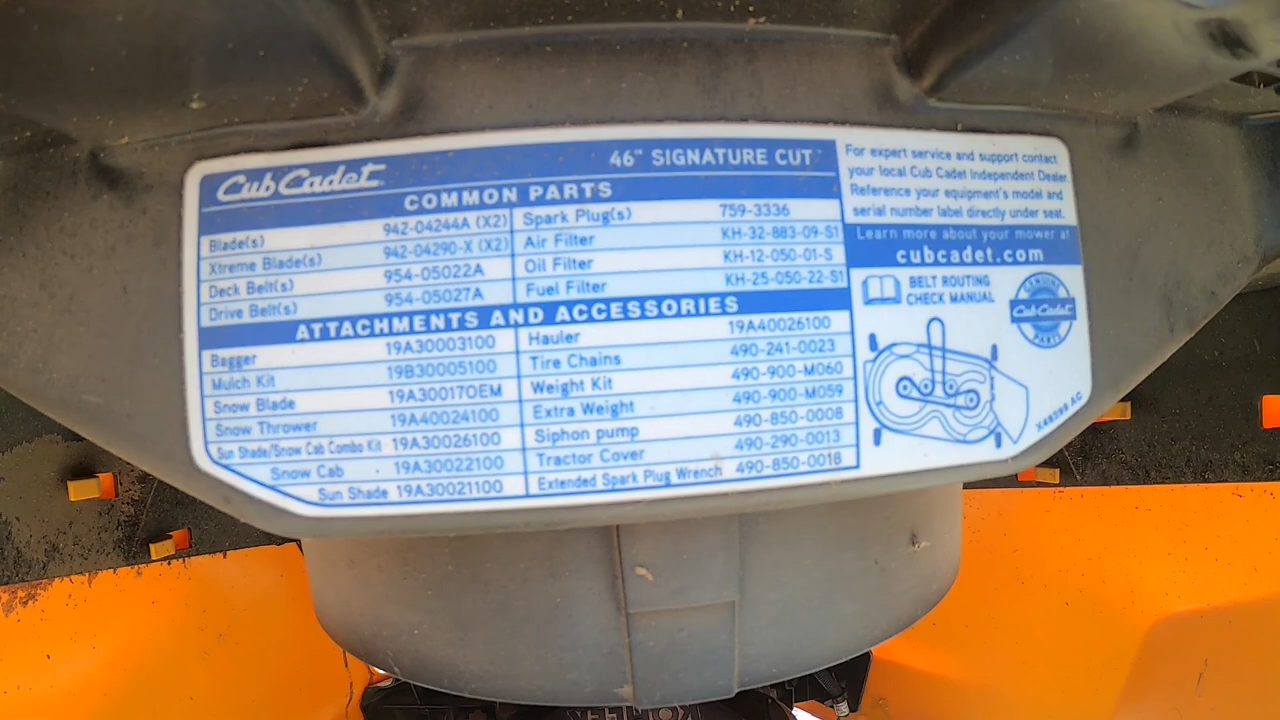 Cub Cadet
46" SIGNATURE CUT
COMMON PARTS
Blade(s) 942-04244A (X2)
Xtreme Blade(s) 942-04290-X (X2)
Deck Belt(s) 954-05022A
Drive Belt(s) 954-05027A
Spark Plug(s) 759-3336
Air Filter KH-32-883-09-S1
Oil Filter KH-12-050-01-S
Fuel Filter KH-25-050-22-S1
ATTACHMENTS AND ACCESSORIES
Bagger 19A30003100
Mulch Kit 19B30005100
Snow Blade 19A30017OEM
Snow Thrower 19A40024100
Sun Shade/Snow Cab Combo Kit 19A30026100
Snow Cab 19A30022100
Sun Shade 19A30021100
Hauler 19A40026100
Tire Chains 490-241-0023
Weight Kit 490-900-M060
Extra Weight 490-900-M059
Siphon pump 490-850-0008
Tractor Cover 490-290-0013
Extended Spark Plug Wrench 490-850-0018
For expert service and support contact
your local Cub Cadet Independent Dealer.
Reference your equipment's model and
serial number label directly under seat.
Learn more about your mower at
cubcadet.com
BELT ROUTING
CHECK MANUAL
GENUINE
Cub Cadet
PARTS